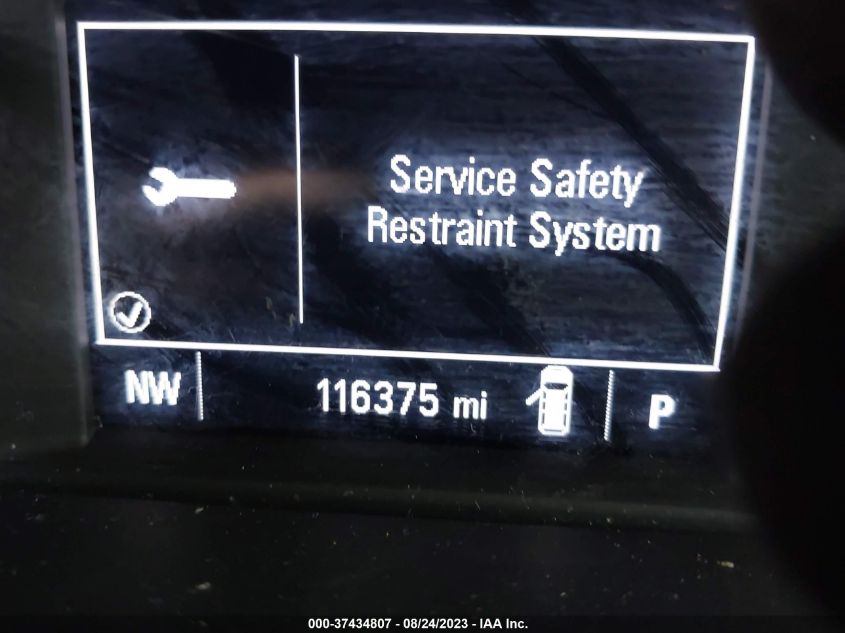 Service Safety
Restraint System
NW
116375 mi
P
000-37434807 - 08/24/2023 - IAA Inc.